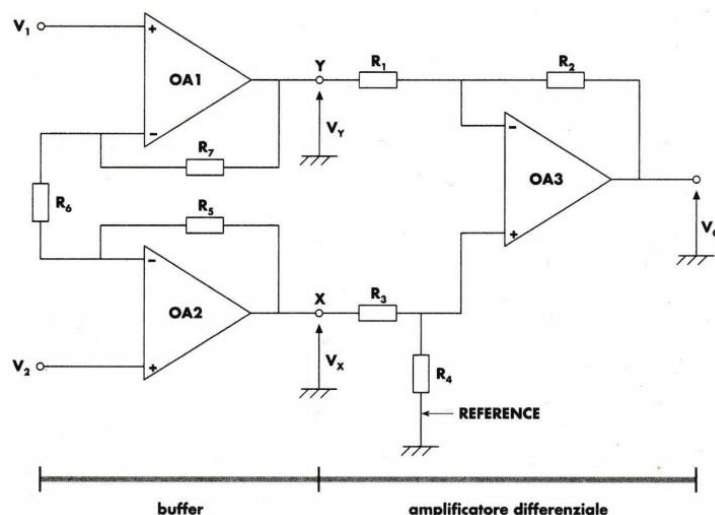 V1
+
OA1
−
R7
R6
R5
−
OA2
+
V2
Y
VY
X
VX
R1
R2
−
OA3
+
R3
R4
REFERENCE
buffer
amplificatore differenziale